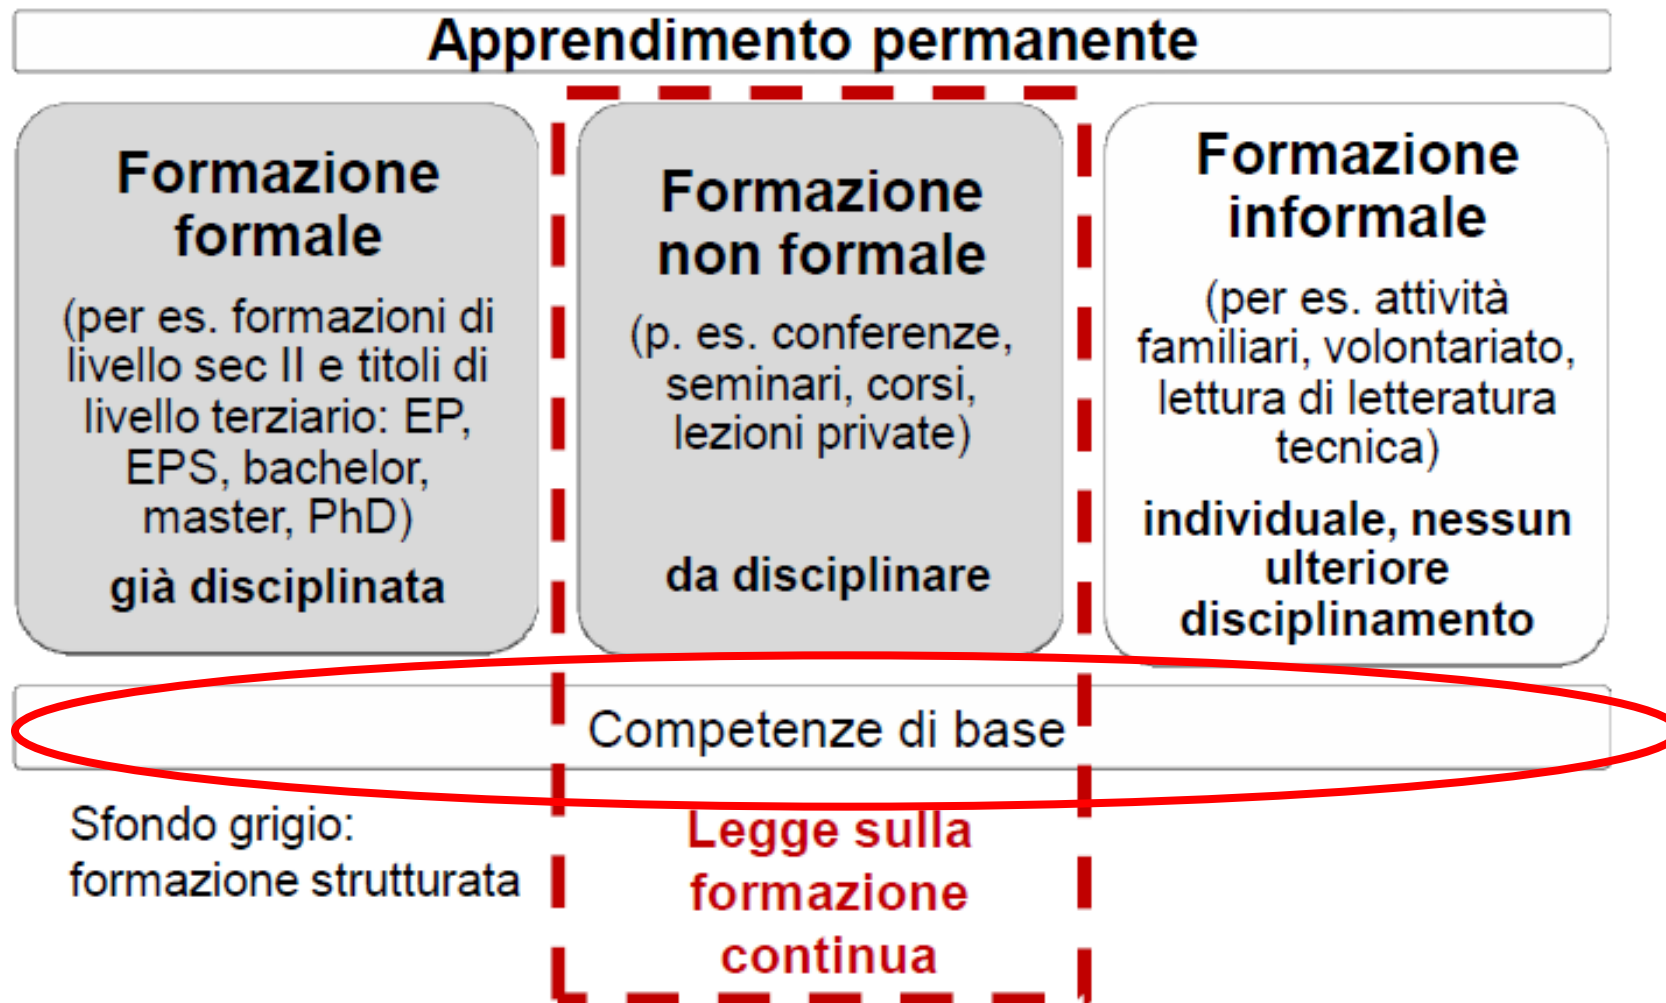 Apprendimento permanente
Formazione
formale
(per es. formazioni di
livello sec II e titoli di
livello terziario: EP,
EPS, bachelor,
master, PhD)
già disciplinata
Formazione
non formale
(p. es. conferenze,
seminari, corsi,
lezioni private)
da disciplinare
Formazione
informale
(per es. attività
familiari, volontariato,
lettura di letteratura
tecnica)
individuale, nessun
ulteriore
disciplinamento
Competenze di base
Sfondo grigio:
formazione strutturata
Legge sulla
formazione
continua